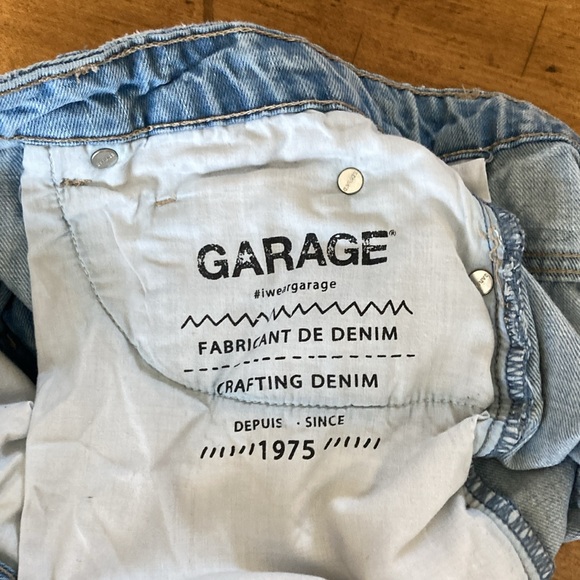 GARAGE®
#iweargarage
FABRICANT DE DENIM
CRAFTING DENIM
DEPUIS · SINCE
1975